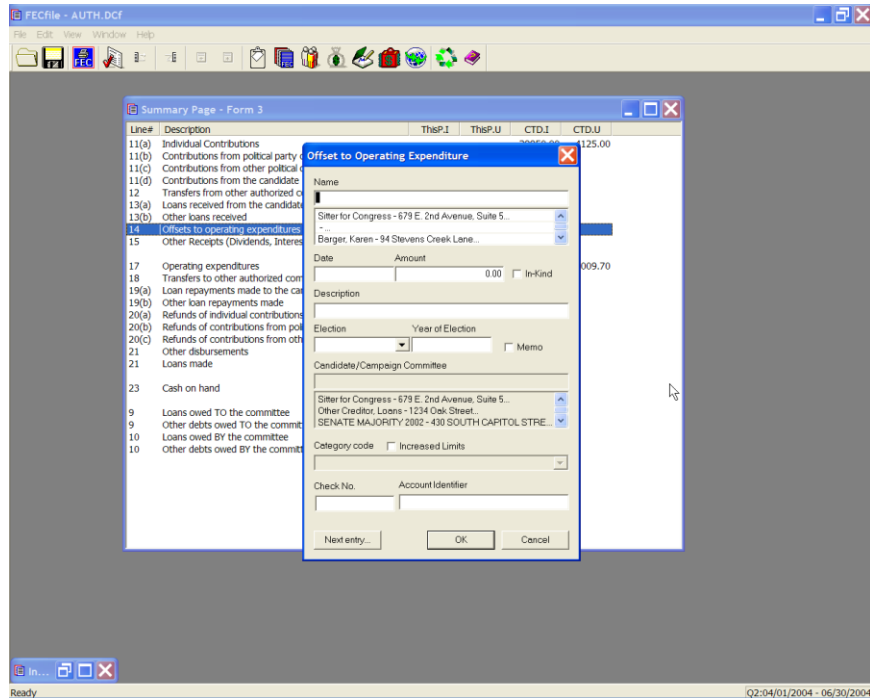 FECfile - AUTH.DCf
File Edit View Window Help
FEC
Summary Page - Form 3
Line# Description ThisP.I ThisP.U CTD.I CTD.U
11(a) Individual Contributions 4125.00
11(b) Contributions from political party
11(c) Contributions from other political
11(d) Contributions from the candidate
12 Transfers from other authorized
13(a) Loans received from the candidate
13(b) Other loans received
14 Offsets to operating expenditures
15 Other Receipts (Dividends, Interes
17 Operating expenditures 009.70
18 Transfers to other authorized com
19(a) Loan repayments made to the
19(b) Other loan repayments made
20(a) Refunds of individual contributions
20(b) Refunds of contributions from
20(c) Refunds of contributions from
21 Other disbursements
21 Loans made
23 Cash on hand
9 Loans owed TO the committee
9 Other debts owed TO the commit
10 Loans owed BY the committee
10 Other debts owed BY the committ
Offset to Operating Expenditure
Name
Sitter for Congress - 679 E. 2nd Avenue, Suite 5...
- ...
Barger, Karen - 94 Stevens Creek Lane...
Date Amount
0.00 In-Kind
Description
Election Year of Election
Memo
Candidate/Campaign Committee
Sitter for Congress - 679 E. 2nd Avenue, Suite 5...
Other Creditor, Loans - 1234 Oak Street...
SENATE MAJORITY 2002 - 430 SOUTH CAPITOL STRE...
Category code Increased Limits
Check No. Account Identifier
Next entry... OK Cancel
In...
Ready Q2:04/01/2004 - 06/30/2004